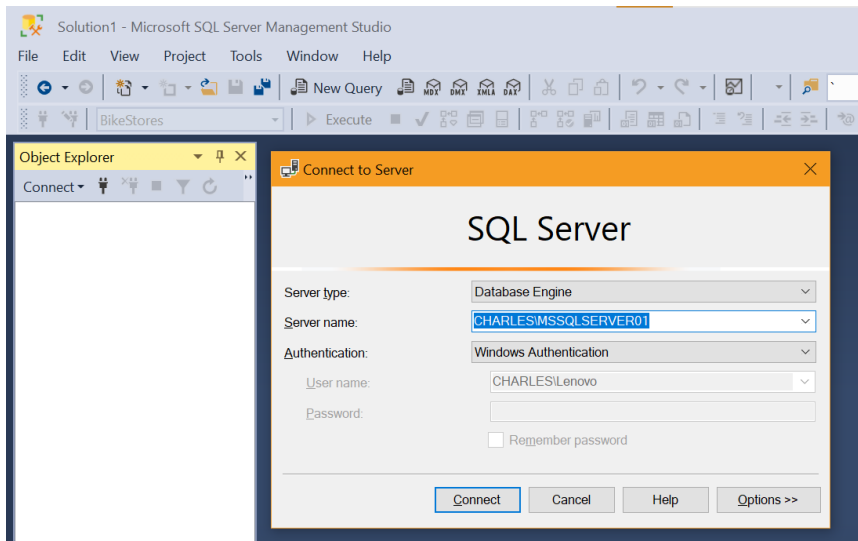 Solution1 - Microsoft SQL Server Management Studio
File Edit View Project Tools Window Help
New Query MDX DMX XMLA DAX
BikeStores Execute
Object Explorer
Connect
Connect to Server
SQL Server
Server type: Database Engine
Server name: CHARLES\MSSQLSERVER01
Authentication: Windows Authentication
User name: CHARLES\Lenovo
Password:
Remember password
Connect Cancel Help Options >>